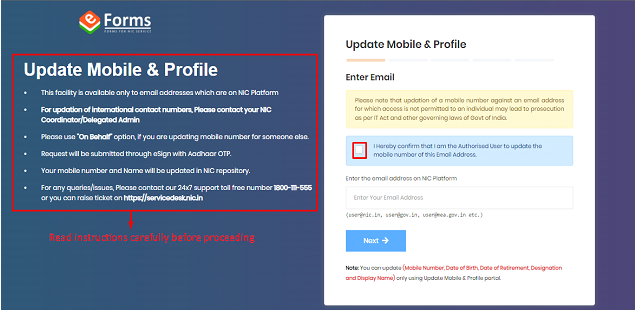 eForms
FORMS FOR NIC SERVICE
Update Mobile & Profile
This facility is available only to email addresses which are on NIC Platform
For updation of international contact numbers, Please contact your NIC
Coordinator/Delegated Admin
Please use "On Behalf" option, if you are updating mobile number for someone else.
Request will be submitted through eSign with Aadhaar OTP.
Your mobile number and Name will be updated in NIC repository.
For any queries/issues, Please contact our 24x7 support toll free number 1800-111-555
or you can raise ticket on https://servicedesk.nic.in
Read instructions carefully before proceeding
Update Mobile & Profile
Enter Email
Please note that updation of a mobile number against an email address
for which access is not permitted to an individual may lead to prosecution
as per IT Act and other governing laws of Govt of India.
I Hereby confirm that I am the Authorised User to update the
mobile number of this Email Address.
Enter the email address on NIC Platform
Enter Your Email Address
(user@nic.in, user@gov.in, user@mea.gov.in etc.)
Next →
Note: You can update (Mobile Number, Date of Birth, Date of Retirement, Designation
and Display Name) only using Update Mobile & Profile portal.